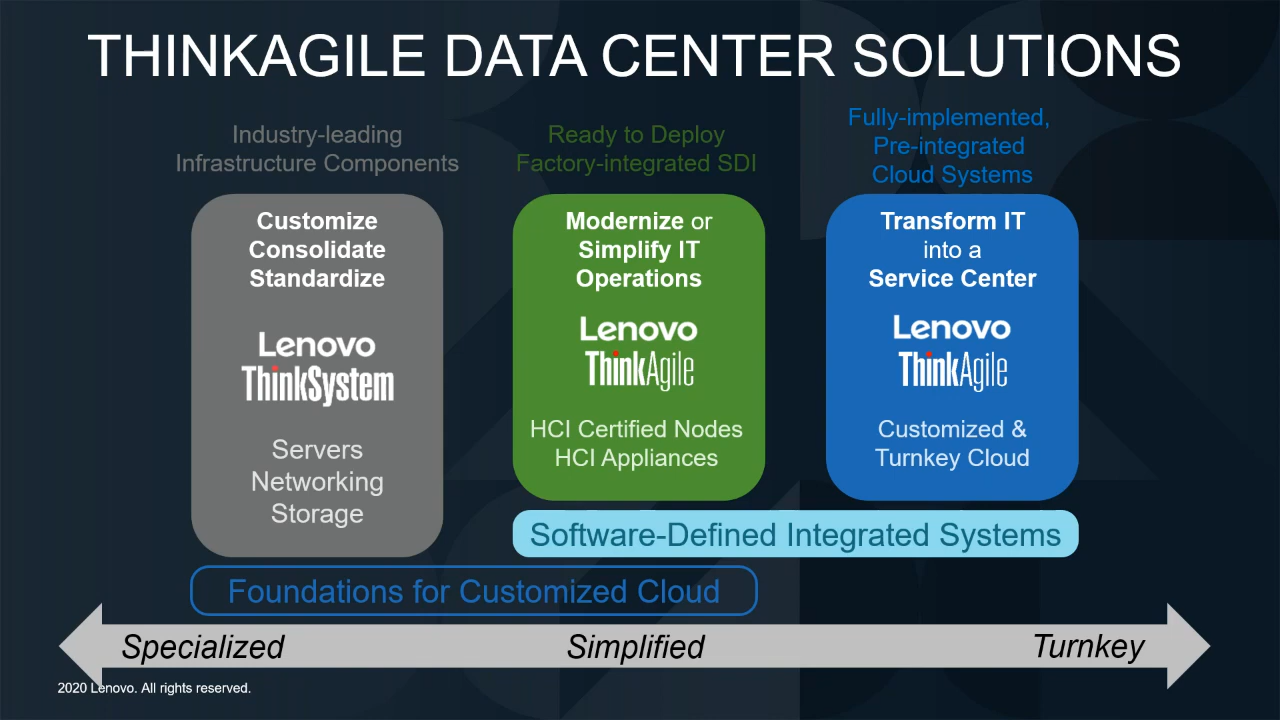 THINKAGILE DATA CENTER SOLUTIONS
Industry-leading
Infrastructure Components
Customize
Consolidate
Standardize
Lenovo
ThinkSystem
Servers
Networking
Storage
Ready to Deploy
Factory-integrated SDI
Modernize or
Simplify IT
Operations
Lenovo
ThinkAgile
HCI Certified Nodes
HCI Appliances
Fully-implemented,
Pre-integrated
Cloud Systems
Transform IT
into a
Service Center
Lenovo
ThinkAgile
Customized &
Turnkey Cloud
Software-Defined Integrated Systems
Foundations for Customized Cloud
Specialized
Simplified
Turnkey
2020 Lenovo. All rights reserved.